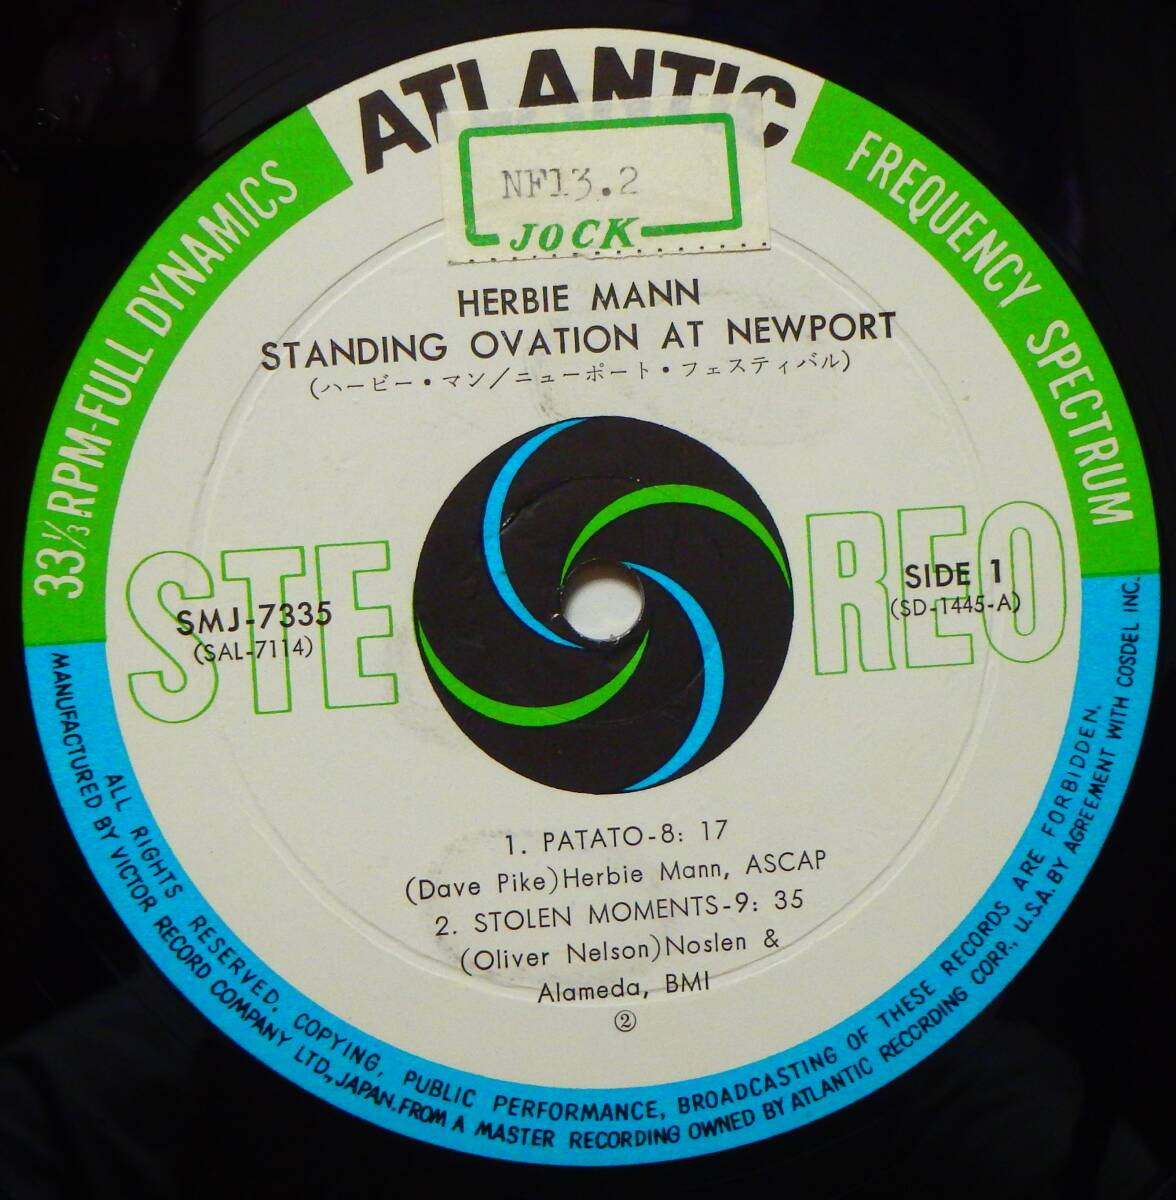 ATLANTIC
33 1/3 RPM-FULL DYNAMICS
FREQUENCY SPECTRUM
NF13.2
JOCK
HERBIE MANN
STANDING OVATION AT NEWPORT
(ハービー・マン/ニューポート・フェスティバル)
STEREO
SMJ-7335
(SAL-7114)
SIDE 1
(SD-1445-A)
1. PATATO-8: 17
(Dave Pike)Herbie Mann, ASCAP
2. STOLEN MOMENTS-9: 35
(Oliver Nelson)Noslen &
Alameda, BMI
②
ALL RIGHTS RESERVED, COPYING, PUBLIC PERFORMANCE, BROADCASTING OF THESE RECORDS ARE FORBIDDEN.
MANUFACTURED BY VICTOR RECORD COMPANY LTD., JAPAN. FROM A MASTER RECORDING OWNED BY ATLANTIC RECORDING CORP., U.S.A. BY AGREEMENT WITH COSDEL INC.